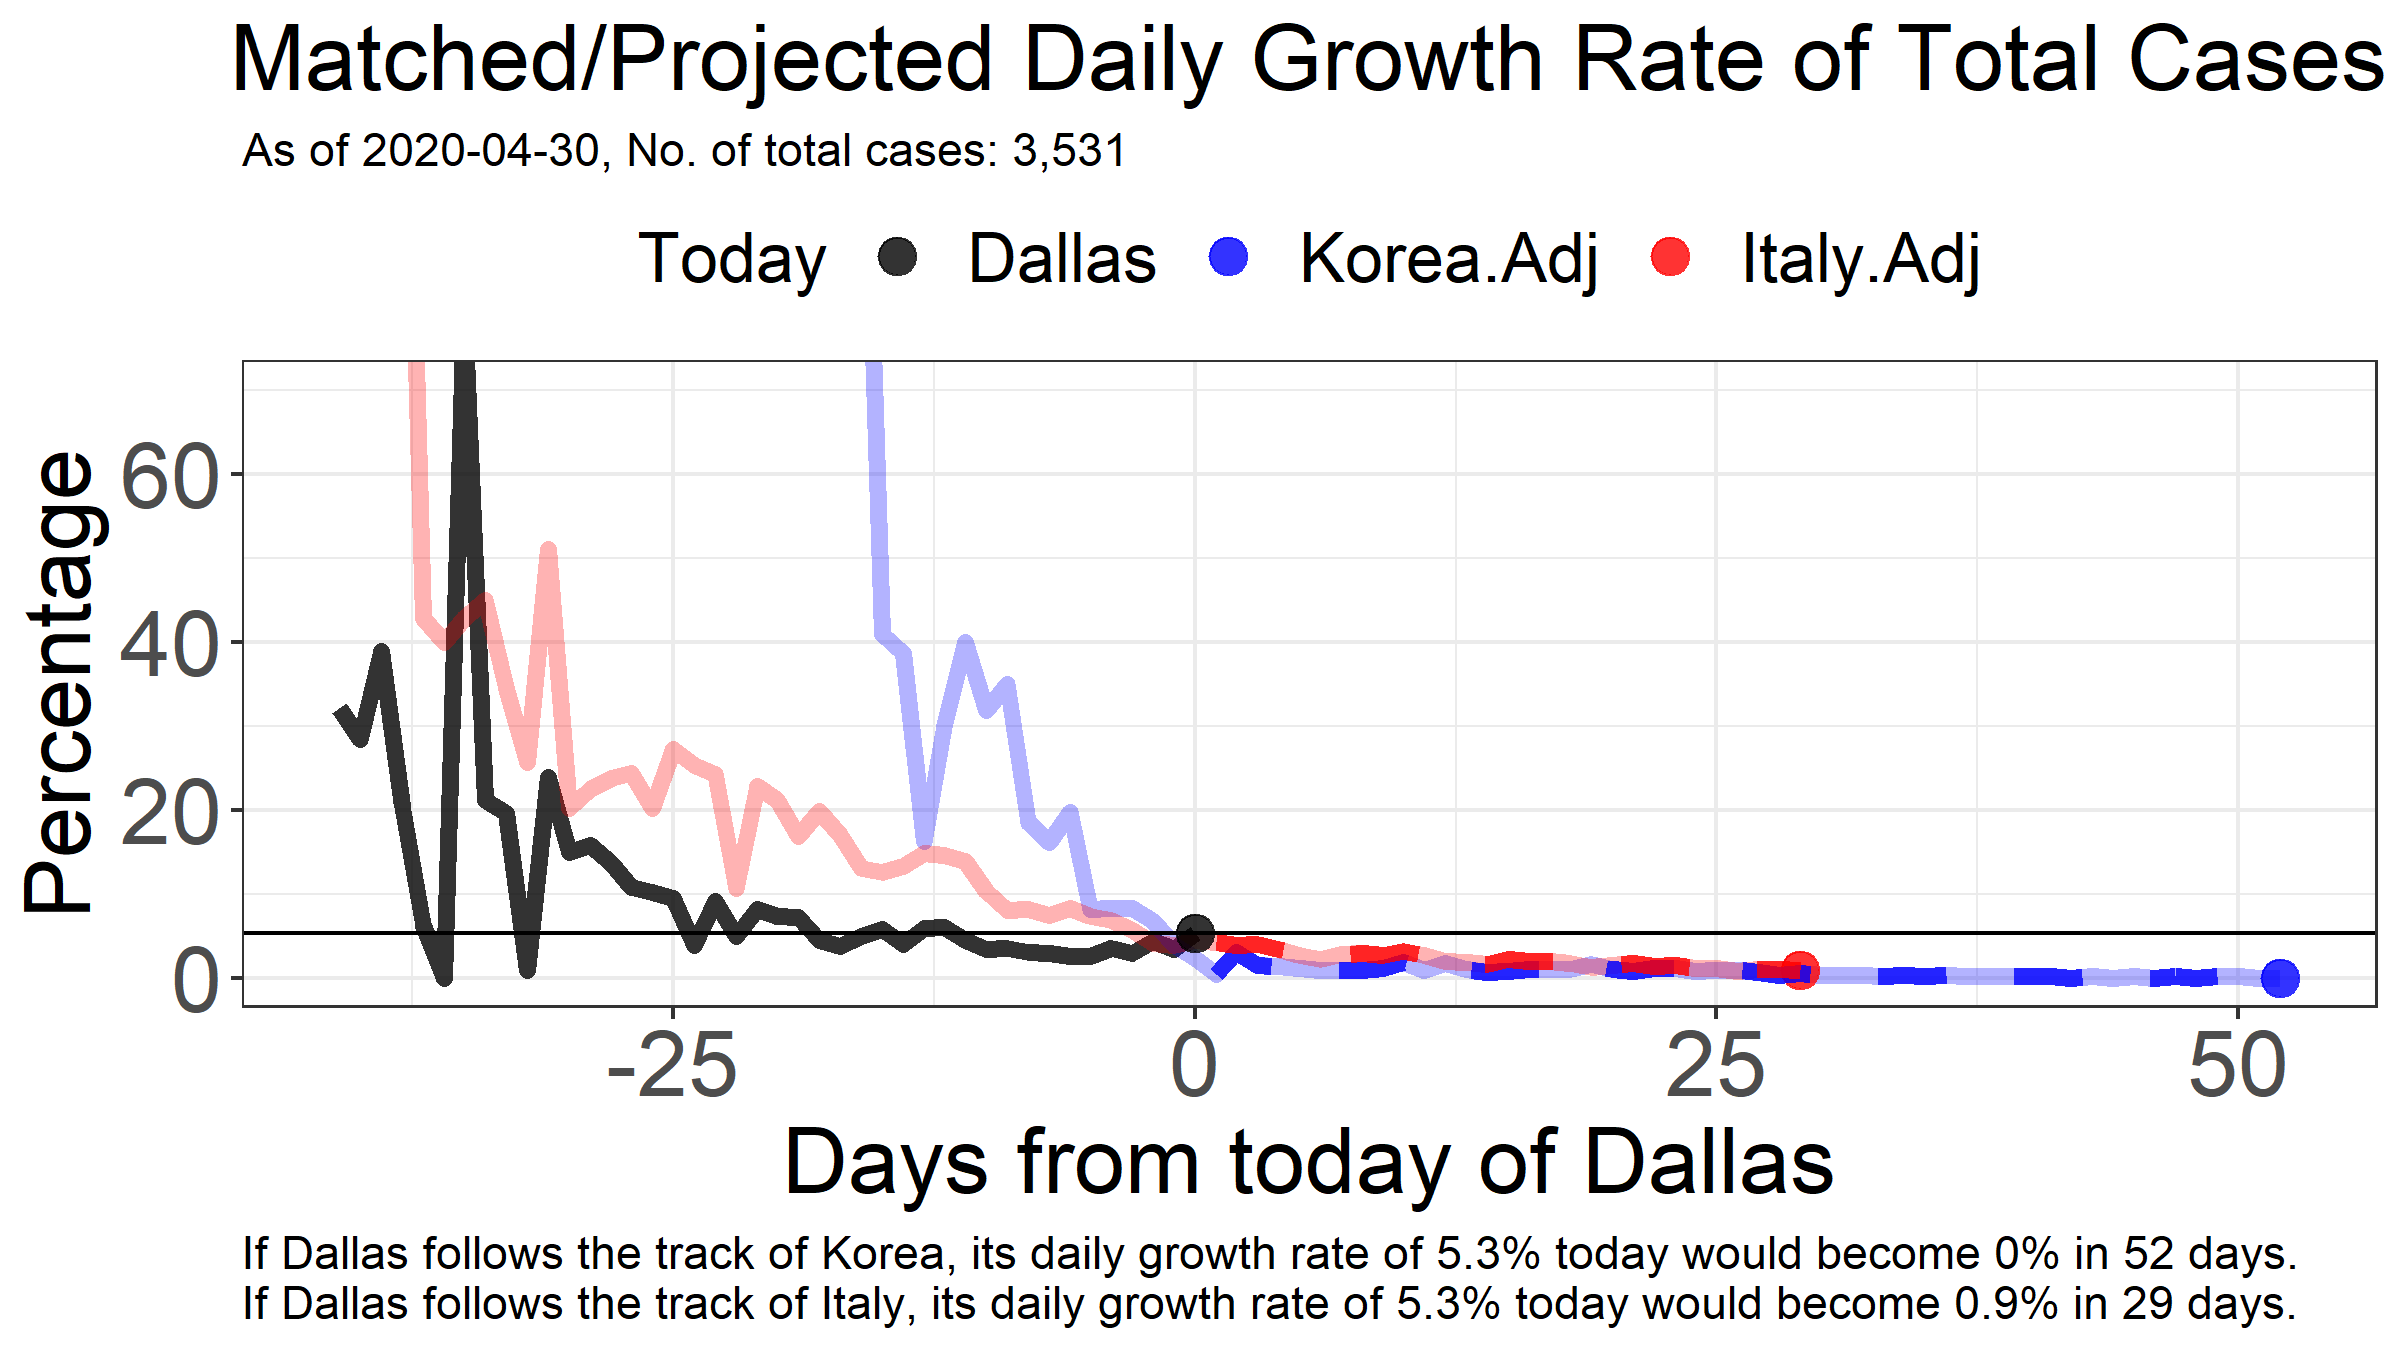 Matched/Projected Daily Growth Rate of Total Cases
As of 2020-04-30, No. of total cases: 3,531
Today Dallas Korea.Adj Italy.Adj
Percentage
60
40
20
0
-25 0 25 50
Days from today of Dallas
If Dallas follows the track of Korea, its daily growth rate of 5.3% today would become 0% in 52 days.
If Dallas follows the track of Italy, its daily growth rate of 5.3% today would become 0.9% in 29 days.